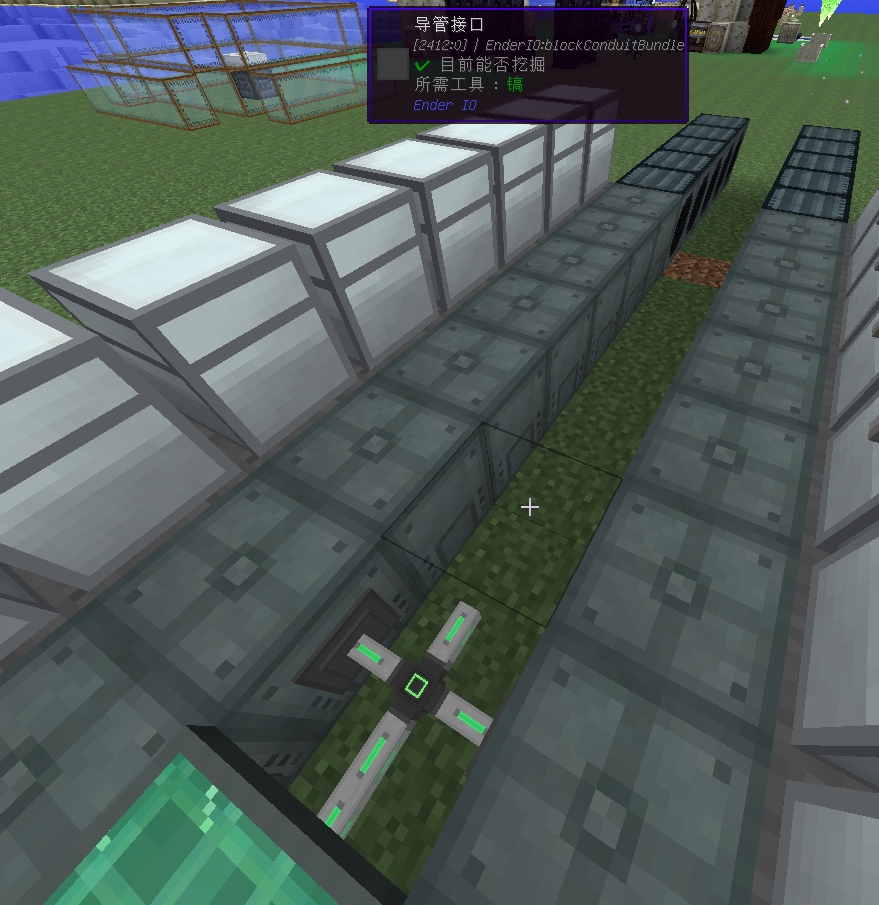 导管接口
[2412:0] | EnderIO:blockConduitBundle
✓ 目前能否挖掘
所需工具 : 镐
Ender IO